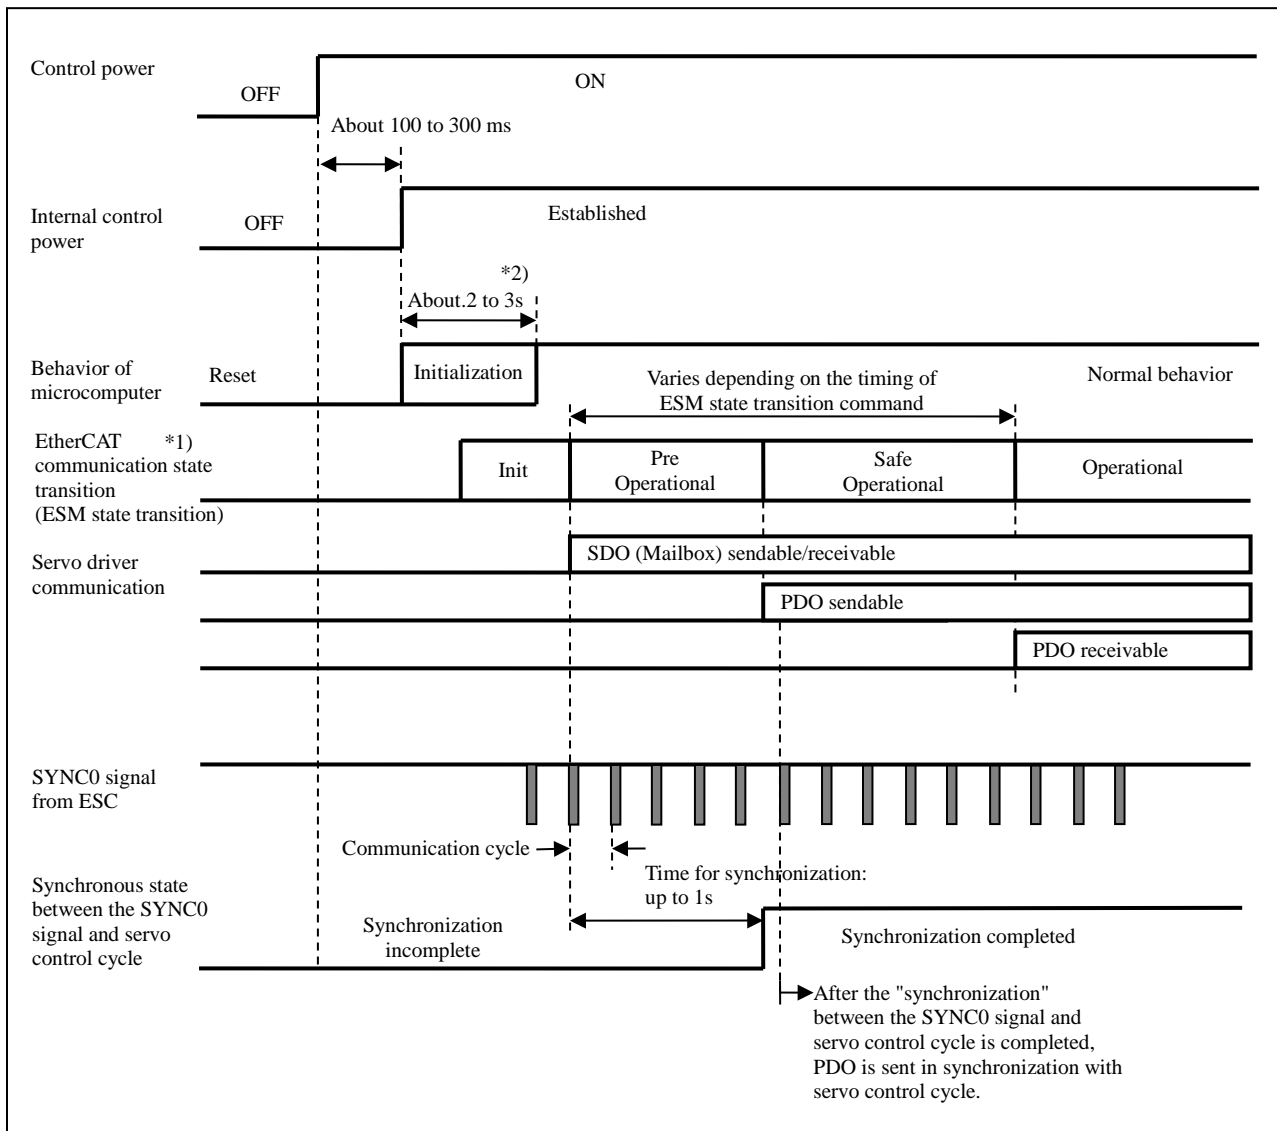 Control power
OFF
ON
About 100 to 300 ms
Internal control
power
OFF
Established
*2)
About.2 to 3s
Behavior of
microcomputer
Reset
Initialization
Varies depending on the timing of
ESM state transition command
Normal behavior
EtherCAT *1)
communication state
transition
(ESM state transition)
Init
Pre
Operational
Safe
Operational
Operational
Servo driver
communication
SDO (Mailbox) sendable/receivable
PDO sendable
PDO receivable
SYNC0 signal
from ESC
Communication cycle
Time for synchronization:
up to 1s
Synchronous state
between the SYNC0
signal and servo
control cycle
Synchronization
incomplete
Synchronization completed
After the "synchronization"
between the SYNC0 signal and
servo control cycle is completed,
PDO is sent in synchronization with
servo control cycle.